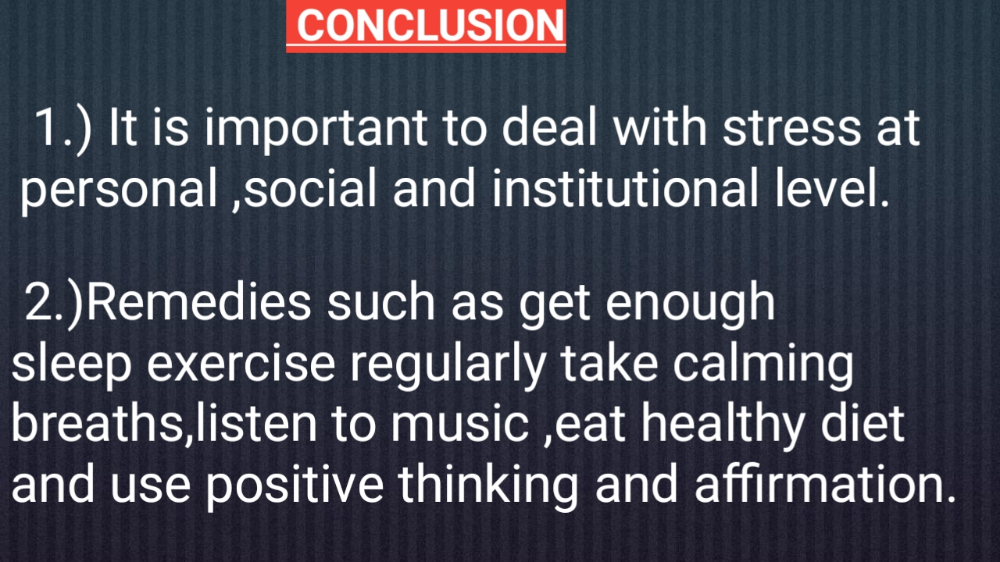 CONCLUSION
1.) It is important to deal with stress at
personal ,social and institutional level.
2.)Remedies such as get enough
sleep exercise regularly take calming
breaths,listen to music ,eat healthy diet
and use positive thinking and affirmation.